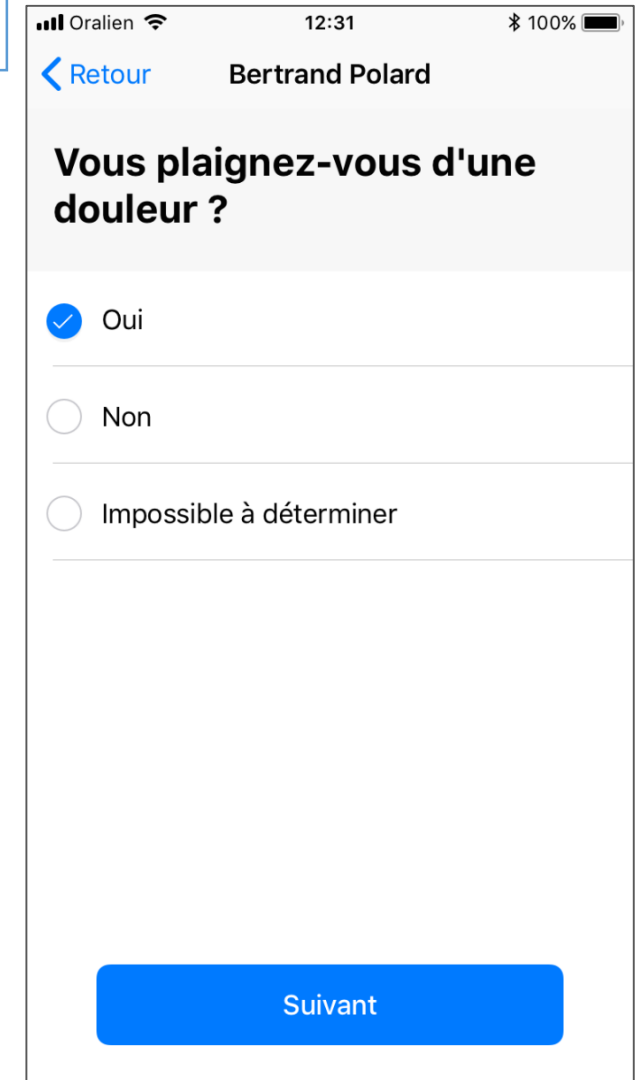 Oralien 12:31 100%
Retour Bertrand Polard
Vous plaignez-vous d'une
douleur ?
Oui
Non
Impossible à déterminer
Suivant